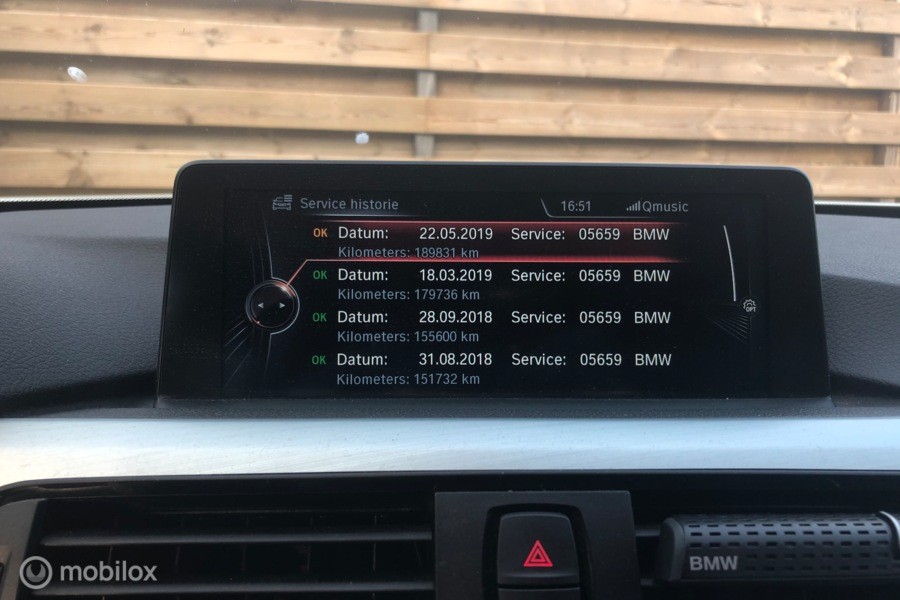 Service historie 16:51 Qmusic
OK Datum: 22.05.2019 Service: 05659 BMW
Kilometers: 189831 km
OK Datum: 18.03.2019 Service: 05659 BMW
Kilometers: 179736 km
OK Datum: 28.09.2018 Service: 05659 BMW
Kilometers: 155600 km
OK Datum: 31.08.2018 Service: 05659 BMW
Kilometers: 151732 km
OPT
BMW
mobilox